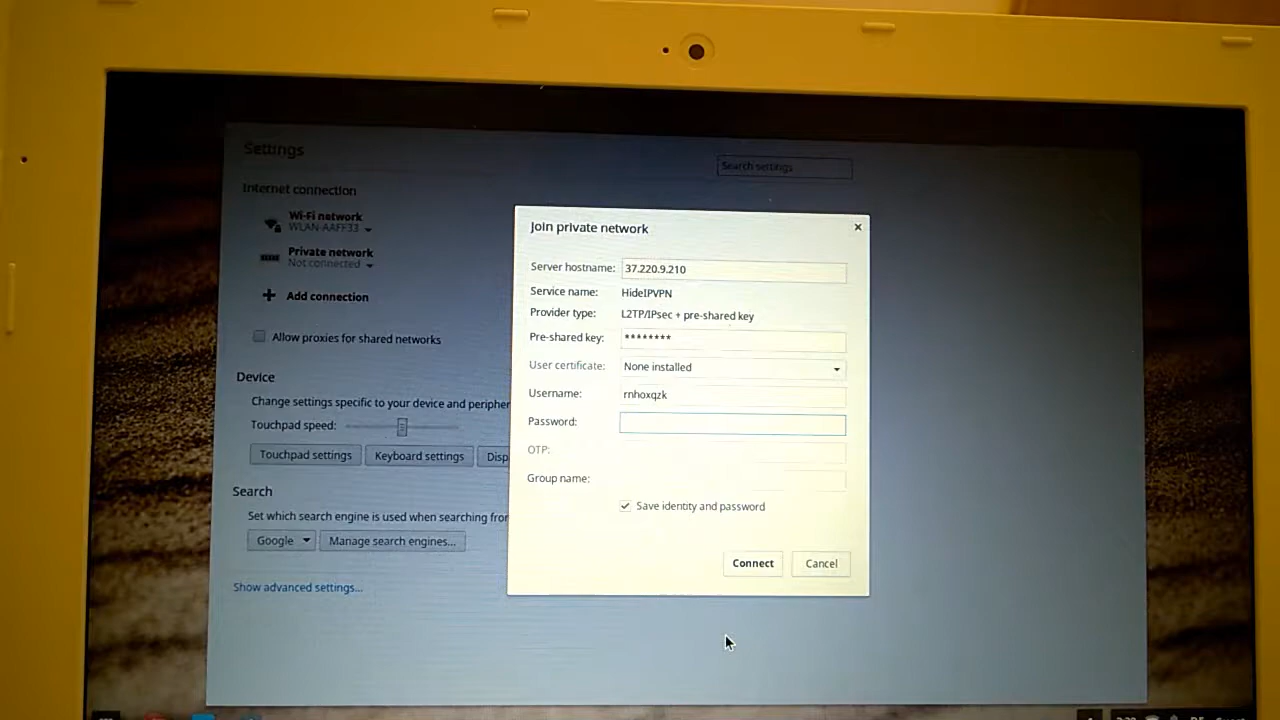 Settings
Search settings
Internet connection
Wi-Fi network
WLAN-AAFF33
Private network
Not connected
Add connection
Allow proxies for shared networks
Device
Change settings specific to your device and peripher
Touchpad speed:
Touchpad settings
Keyboard settings
Disp
Search
Set which search engine is used when searching from
Google
Manage search engines...
Show advanced settings...
Join private network
Server hostname: 37.220.9.210
Service name: HideIPVPN
Provider type: L2TP/IPsec + pre-shared key
Pre-shared key: ********
User certificate: None installed
Username: rnhoxqzk
Password:
OTP:
Group name:
Save identity and password
Connect
Cancel